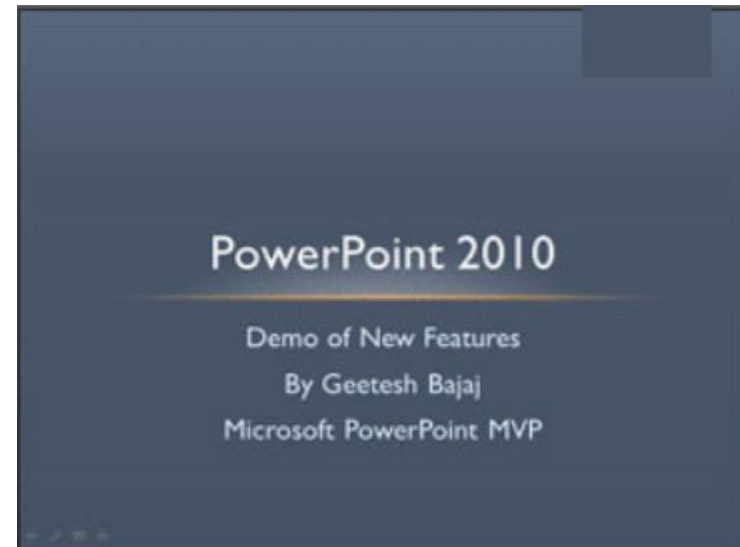 PowerPoint 2010
Demo of New Features
By Geetesh Bajaj
Microsoft PowerPoint MVP